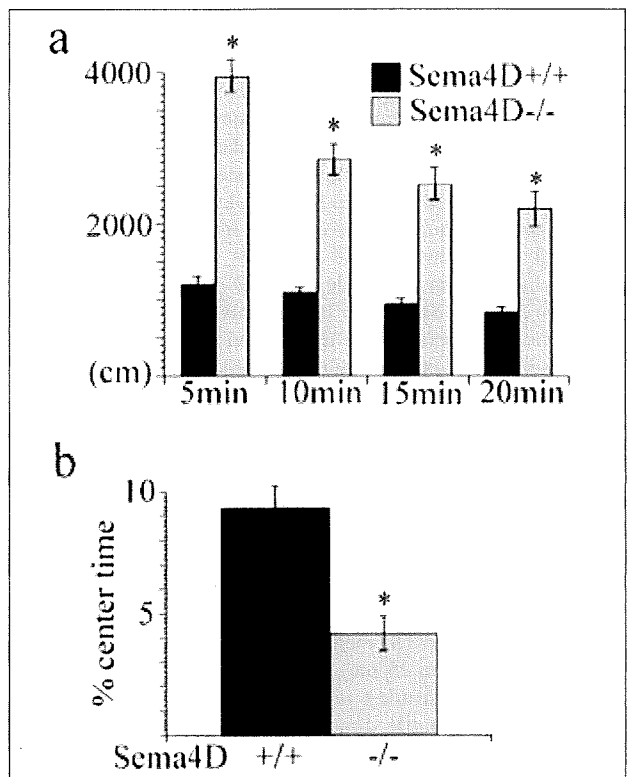 a
*
4000
Sema4D+/+
*
Sema4D-/-
*
*
2000
(cm)
5min 10min 15min 20min
b
10
% center time
5
*
Sema4D +/+ -/-